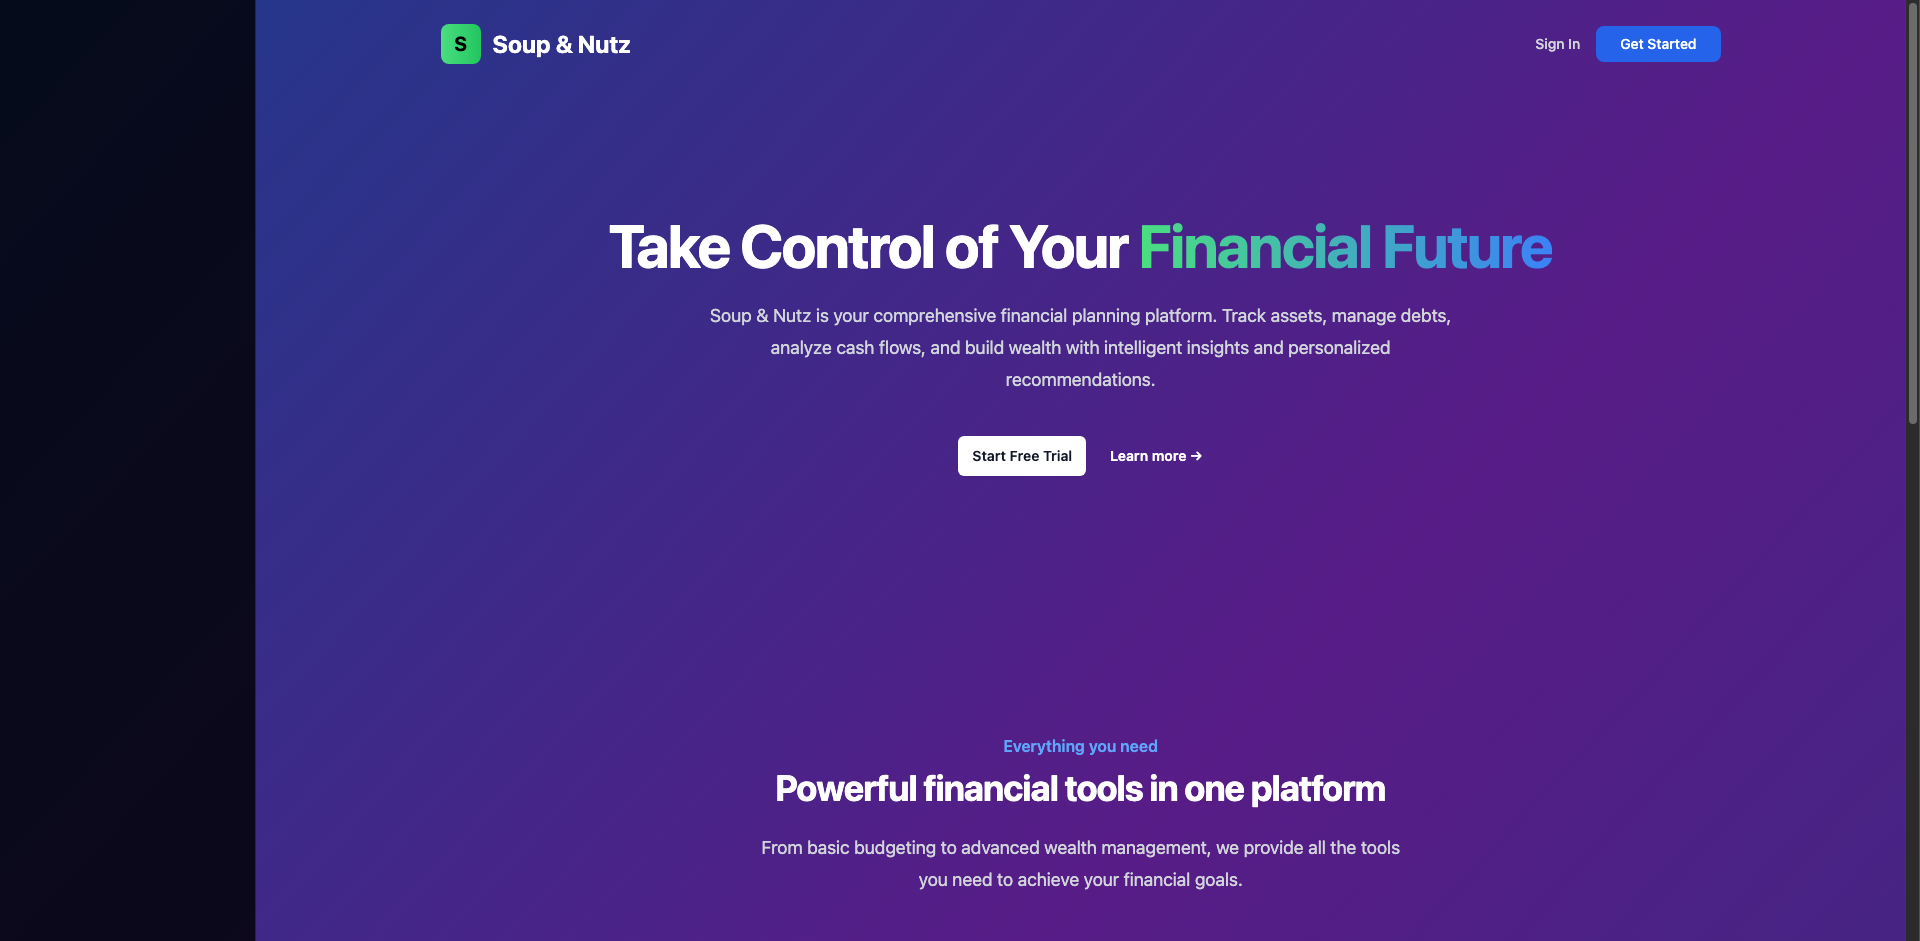 S
Soup & Nutz
Sign In
Get Started
Take Control of Your Financial Future
Soup & Nutz is your comprehensive financial planning platform. Track assets, manage debts,
analyze cash flows, and build wealth with intelligent insights and personalized
recommendations.
Start Free Trial
Learn more →
Everything you need
Powerful financial tools in one platform
From basic budgeting to advanced wealth management, we provide all the tools
you need to achieve your financial goals.